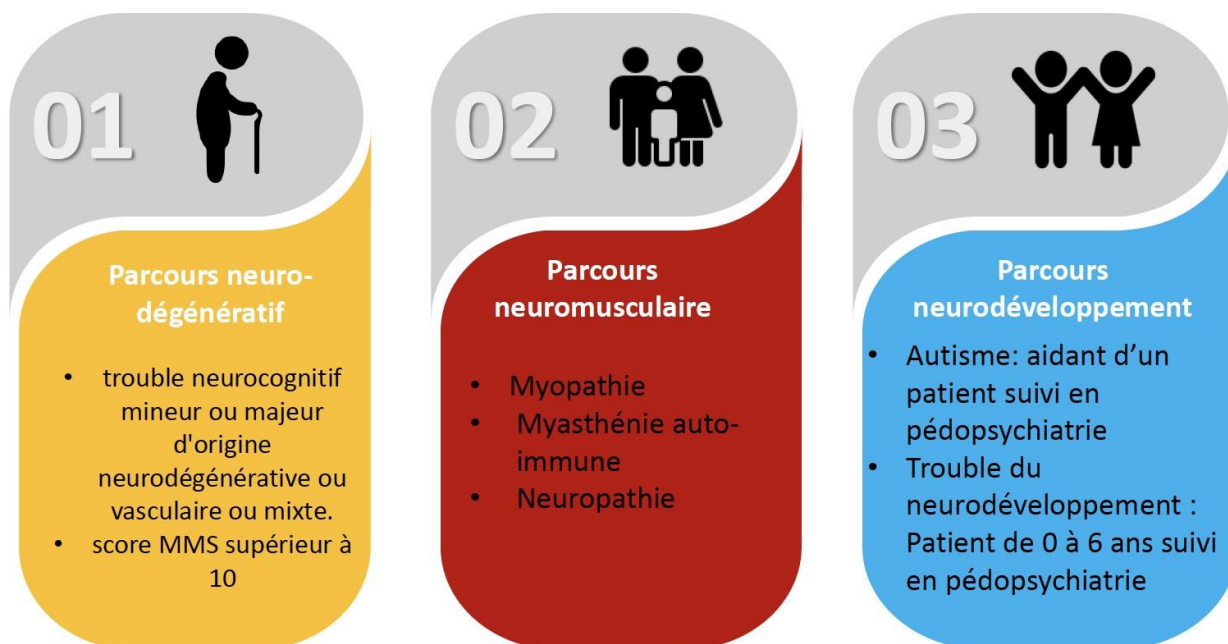 01
Parcours neuro-
dégénératif
• trouble neurocognitif
mineur ou majeur
d'origine
neurodégénérative ou
vasculaire ou mixte.
• score MMS supérieur à
10
02
Parcours
neuromusculaire
• Myopathie
• Myasthénie auto-
immune
• Neuropathie
03
Parcours
neurodéveloppement
• Autisme: aidant d’un
patient suivi en
pédopsychiatrie
• Trouble du
neurodéveloppement :
Patient de 0 à 6 ans suivi
en pédopsychiatrie